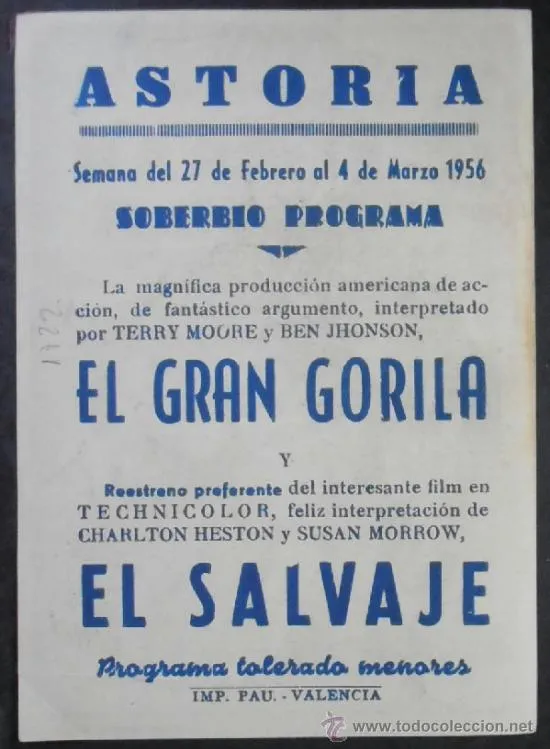 ASTORIA
Semana del 27 de Febrero al 4 de Marzo 1956
SOBERBIO PROGRAMA
La magnífica producción americana de ac-
ción, de fantástico argumento, interpretado
por TERRY MOORE y BEN JHONSON,
EL GRAN GORILA
Y
Reestreno preferente del interesante film en
TECHNICOLOR, feliz interpretación de
CHARLTON HESTON y SUSAN MORROW,
EL SALVAJE
Programa tolerado menores
IMP. PAU. - VALENCIA
www.todocoleccion.net